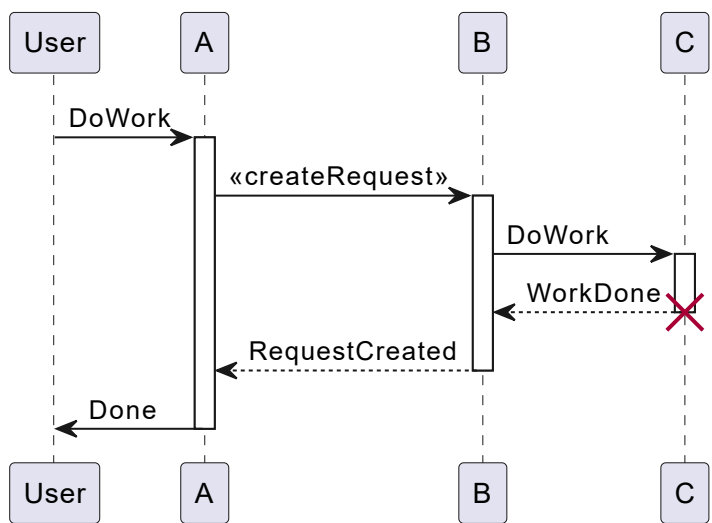 User A B C
DoWork
«createRequest»
DoWork
WorkDone
RequestCreated
Done
User A B C